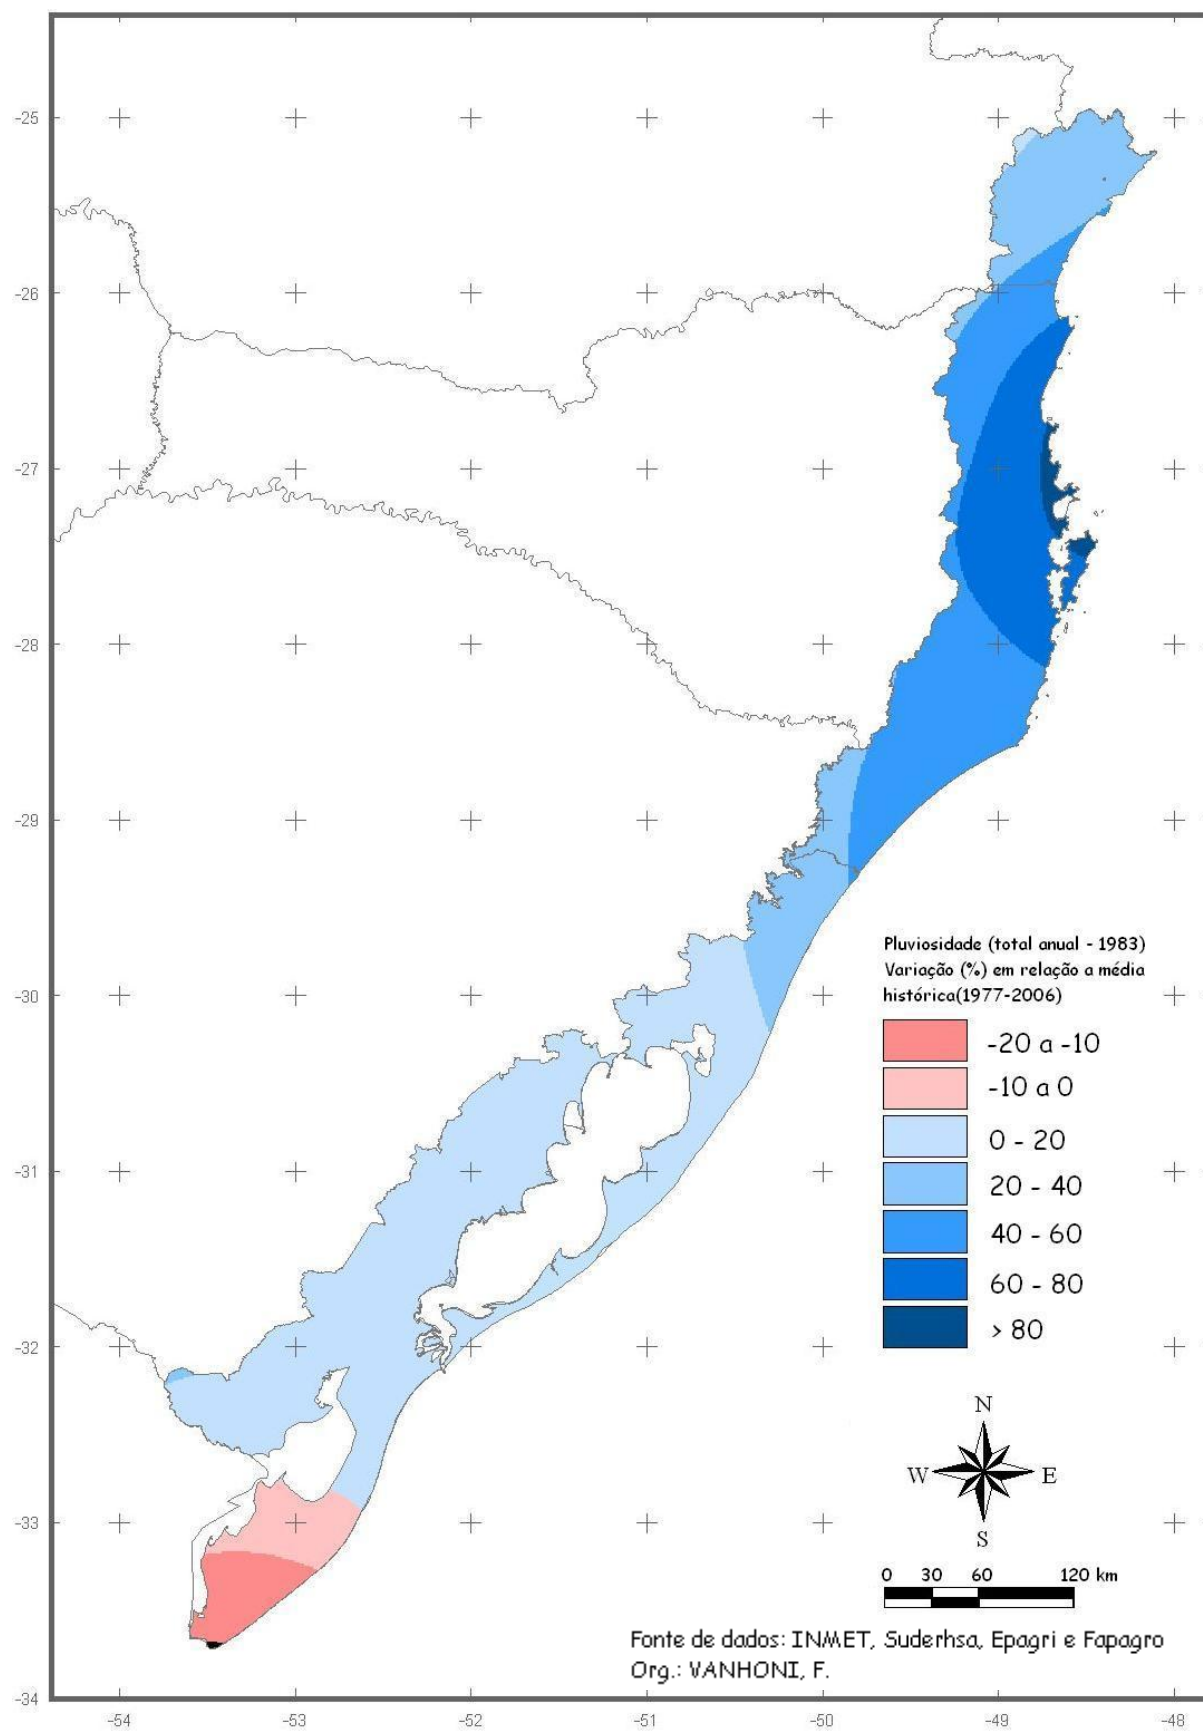 -25
-26
-27
-28
-29
Pluviosidade (total anual - 1983)
Variação (%) em relação a média
histórica(1977-2006)
-30
-20 a -10
-10 a 0
0 - 20
-31
20 - 40
40 - 60
60 - 80
> 80
-32
N
W E
-33
S
0 30 60 120 km
Fonte de dados: INMET, Suderhsa, Epagri e Fapagro
Org.: VANHONI, F.
-34
-54 -53 -52 -51 -50 -49 -48